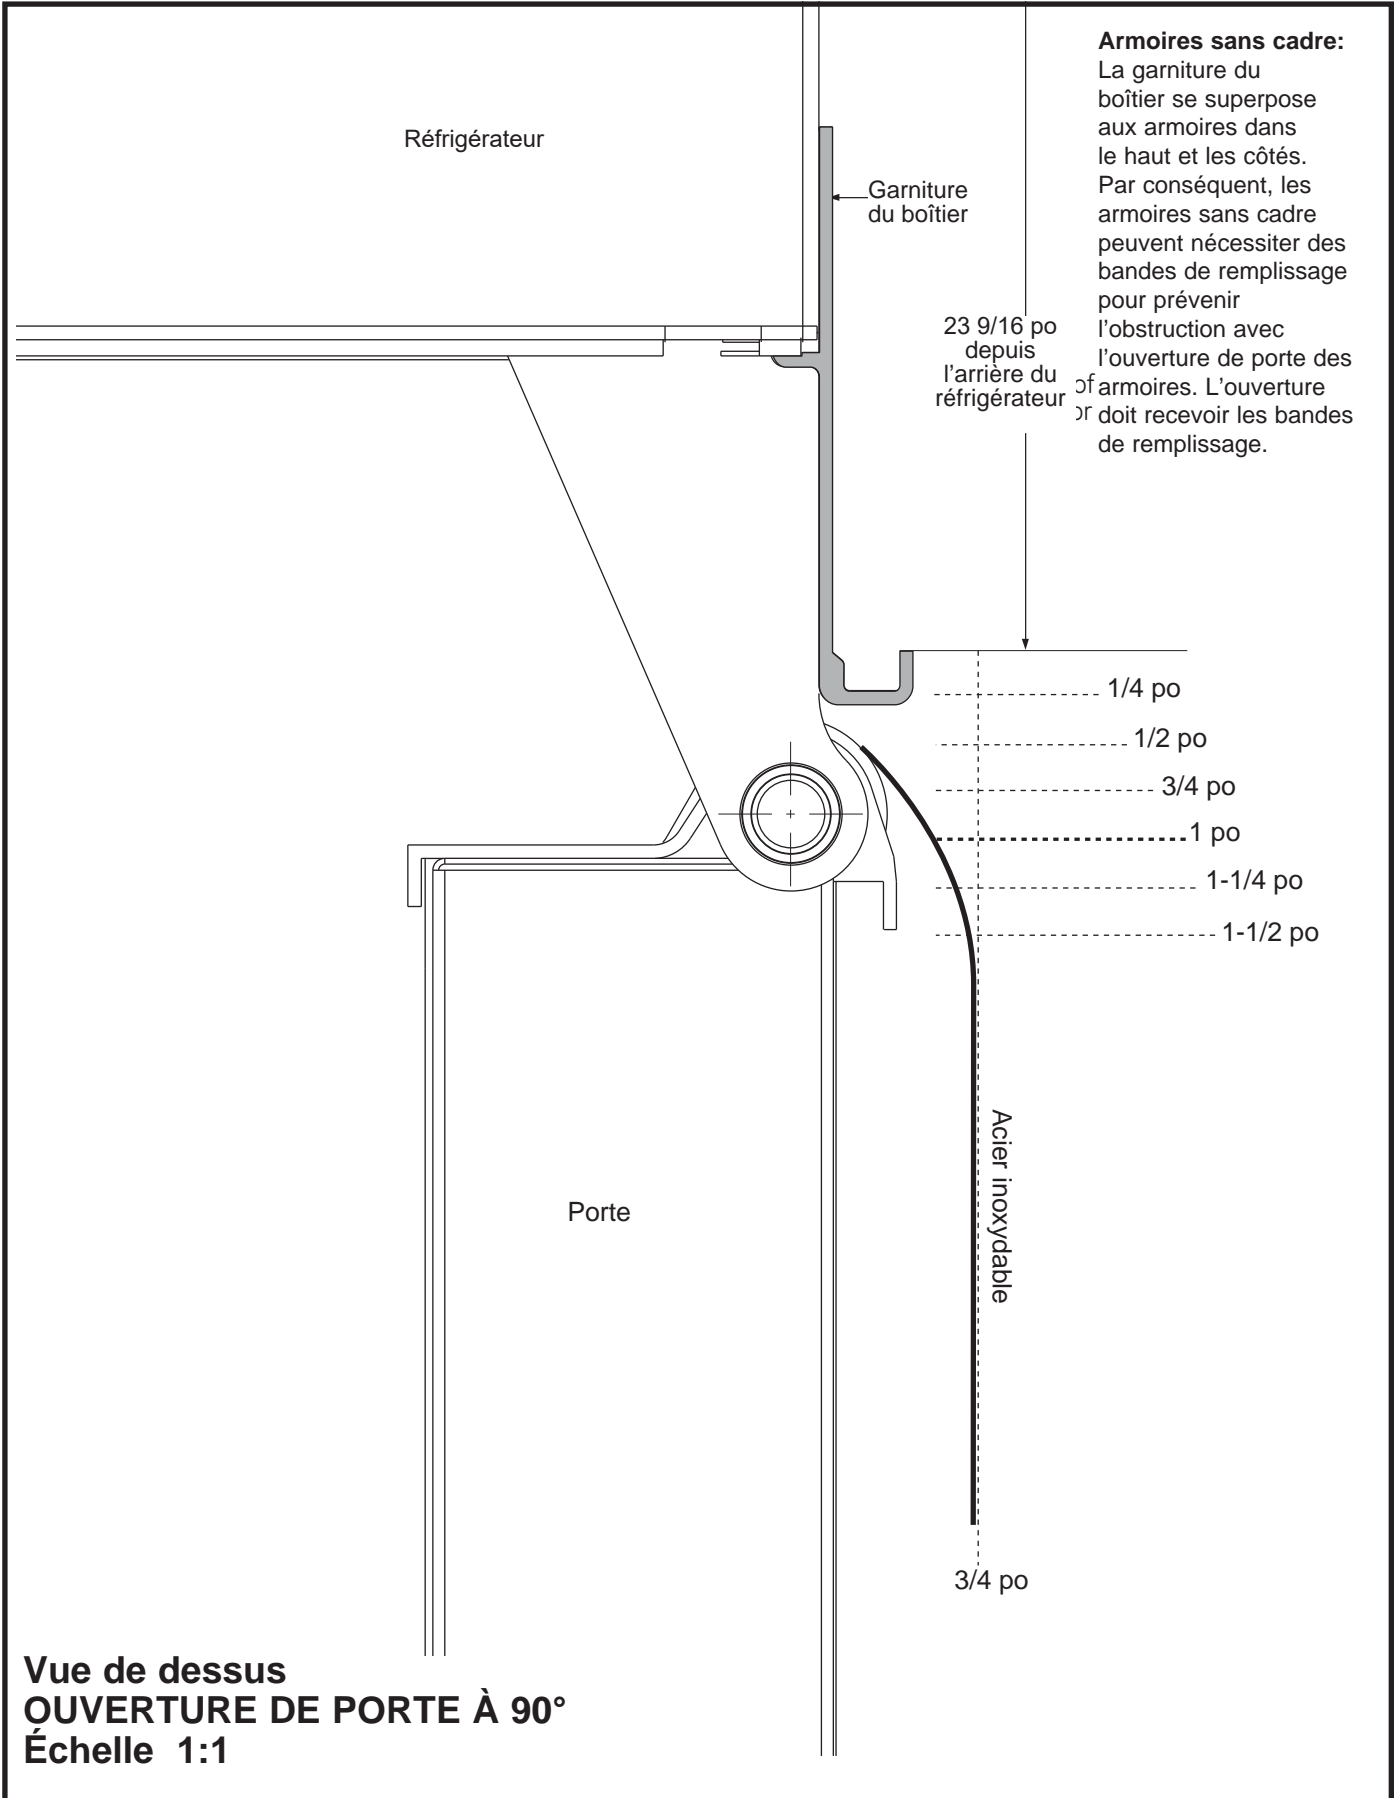 Armoires sans cadre:
La garniture du
boîtier se superpose
aux armoires dans
le haut et les côtés.
Par conséquent, les
armoires sans cadre
peuvent nécessiter des
bandes de remplissage
pour prévenir
l'obstruction avec
l'ouverture de porte des
armoires. L'ouverture
doit recevoir les bandes
de remplissage.
Réfrigérateur
Garniture
du boîtier
23 9/16 po
depuis
l'arrière du
réfrigérateur
of
or
1/4 po
1/2 po
3/4 po
1 po
1-1/4 po
1-1/2 po
Acier inoxydable
Porte
3/4 po
Vue de dessus
OUVERTURE DE PORTE À 90°
Échelle 1:1